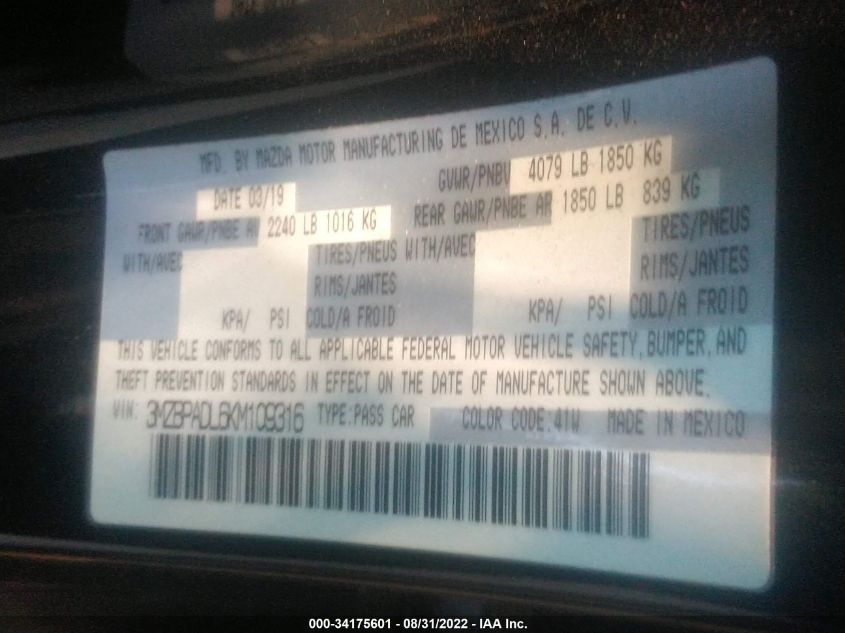 MFD. BY MAZDA MOTOR MANUFACTURING DE MEXICO S.A. DE C.V.
DATE 03/19 GVWR/PNBV 4079 LB 1850 KG
FRONT GAWR/PNBE AV 2240 LB 1016 KG REAR GAWR/PNBE AR 1850 LB 839 KG
WITH/AVEC TIRES/PNEUS WITH/AVEC TIRES/PNEUS
RIMS/JANTES RIMS/JANTES
KPA/ PSI COLD/A FROID KPA/ PSI COLD/A FROID
THIS VEHICLE CONFORMS TO ALL APPLICABLE FEDERAL MOTOR VEHICLE SAFETY, BUMPER, AND
THEFT PREVENTION STANDARDS IN EFFECT ON THE DATE OF MANUFACTURE SHOWN ABOVE.
VIN: 3MZBPADL6KM109316 TYPE:PASS CAR COLOR CODE:41W MADE IN MEXICO
000-34175601 - 08/31/2022 - IAA Inc.